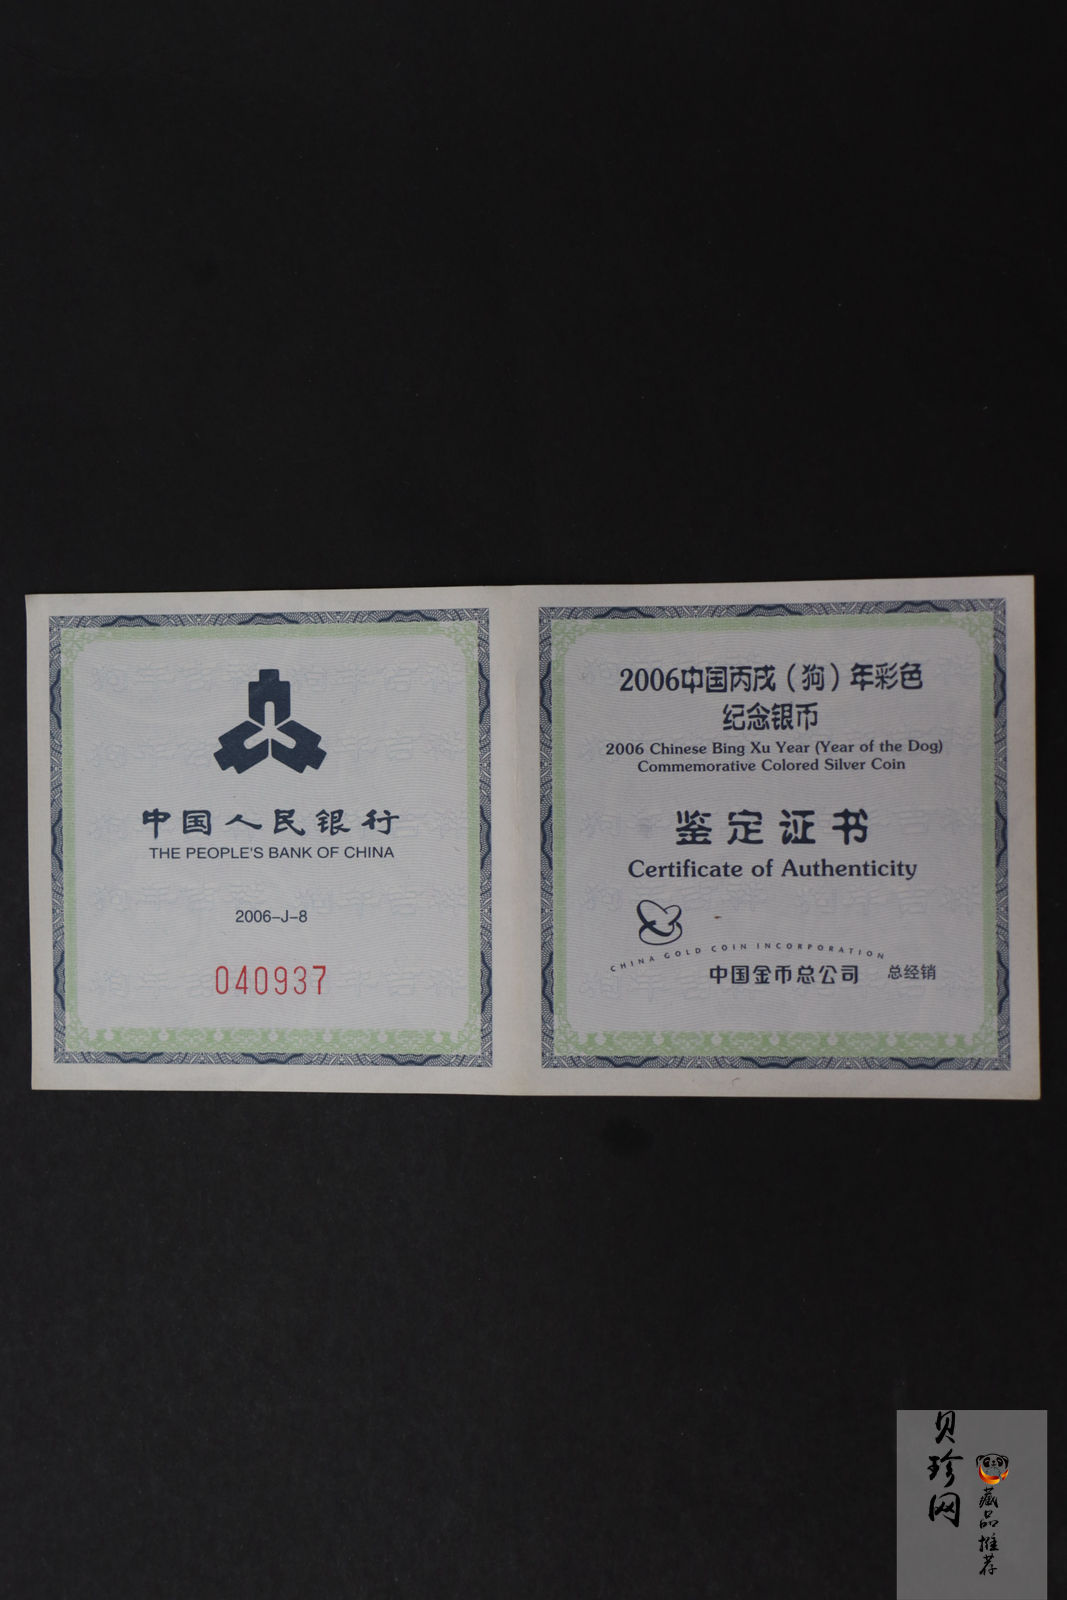 中国人民银行
THE PEOPLE'S BANK OF CHINA
2006-J-8
040937
2006中国丙戌（狗）年彩色
纪念银币
2006 Chinese Bing Xu Year (Year of the Dog)
Commemorative Colored Silver Coin
鉴定证书
Certificate of Authenticity
CHINA GOLD COIN INCORPORATION
中国金币总公司 总经销
贝珍网
藏品推荐